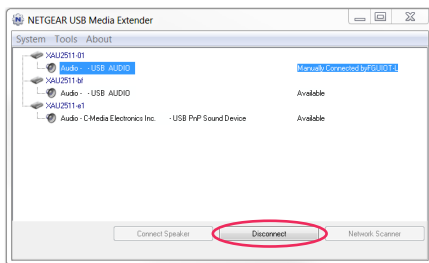 NETGEAR USB Media Extender
System Tools About
XAU2511-01
Audio - - USB AUDIO Manually Connected byFGUIOT-L
XAU2511-bf
Audio - - USB AUDIO Available
XAU2511-e1
Audio - C-Media Electronics Inc. - USB PnP Sound Device Available
Connect Speaker Disconnect Network Scanner